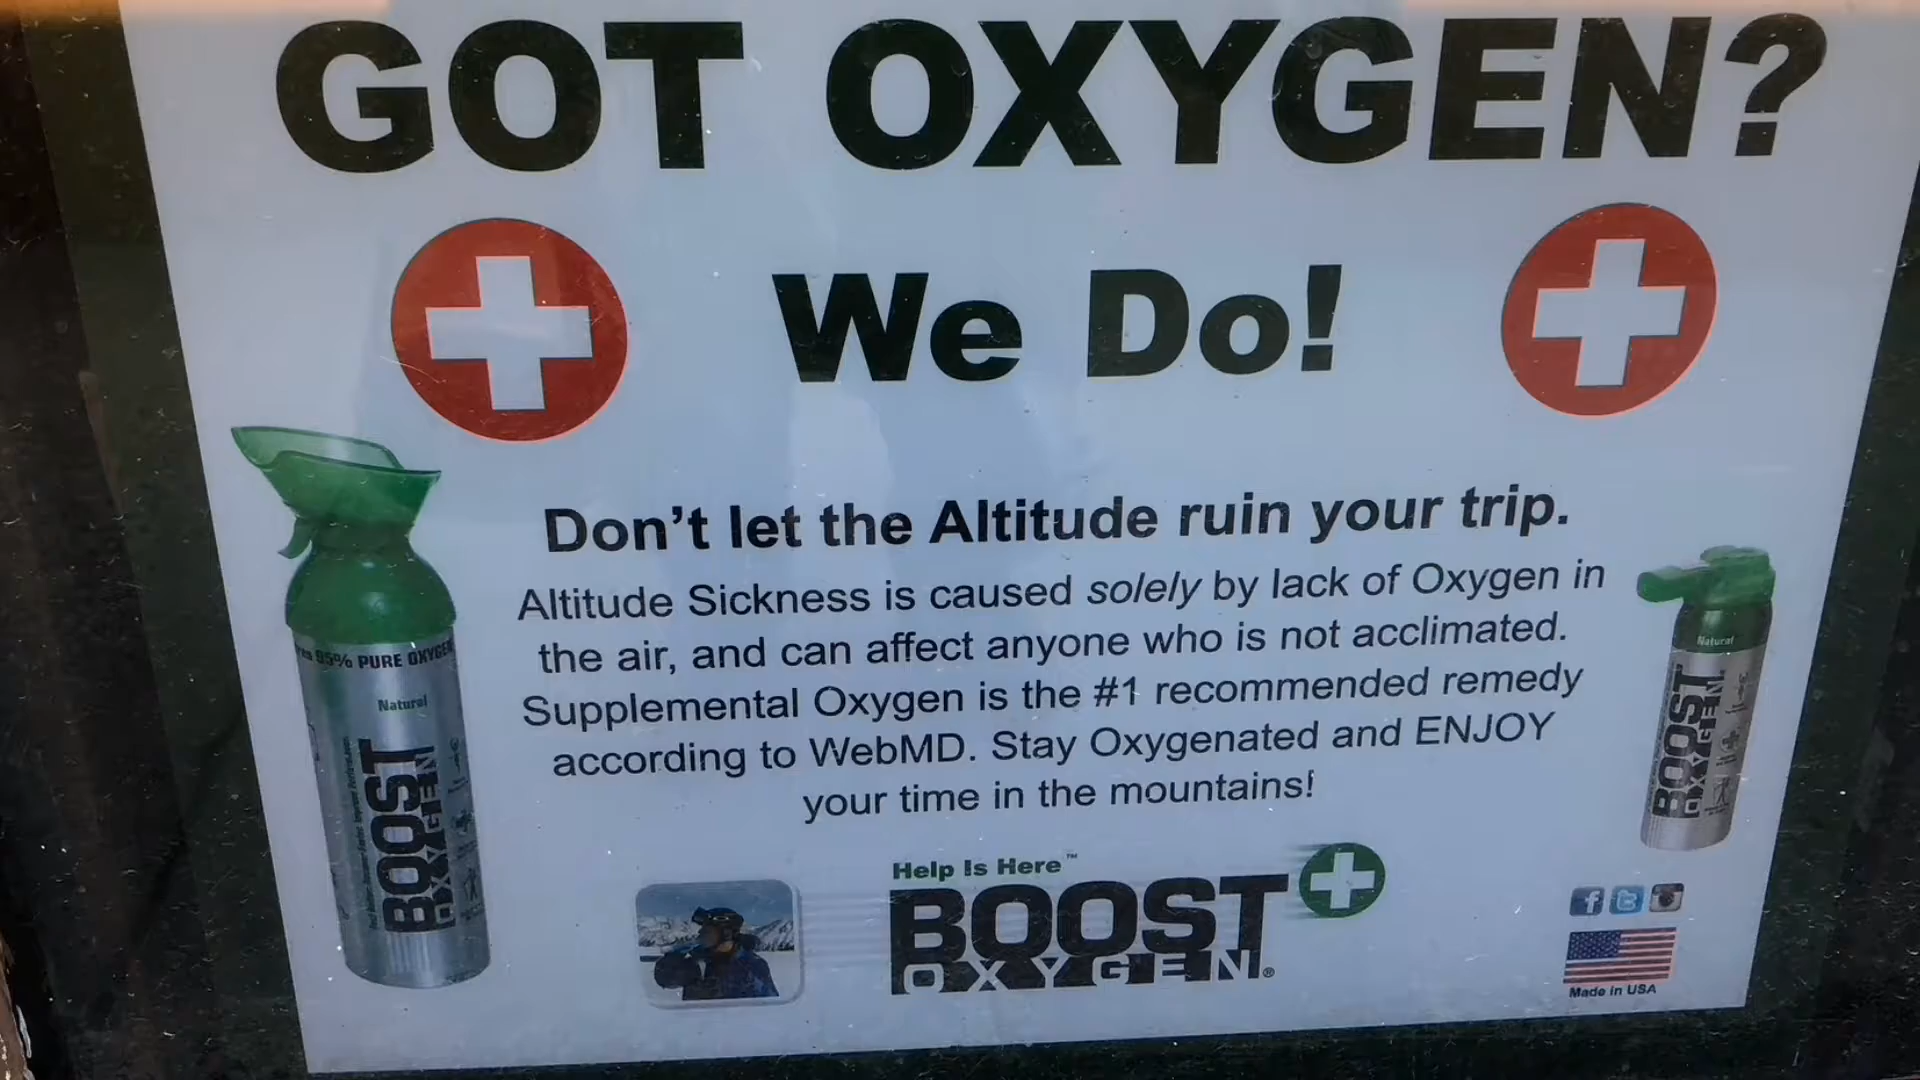 GOT OXYGEN?
We Do!
Don't let the Altitude ruin your trip.
Altitude Sickness is caused solely by lack of Oxygen in
the air, and can affect anyone who is not acclimated.
Supplemental Oxygen is the #1 recommended remedy
according to WebMD. Stay Oxygenated and ENJOY
your time in the mountains!
95% PURE OXYGEN
Natural
BOOST
OXYGEN
Natural
BOOST
OXYGEN
Help Is Here™
BOOST
OXYGEN®
Made in USA